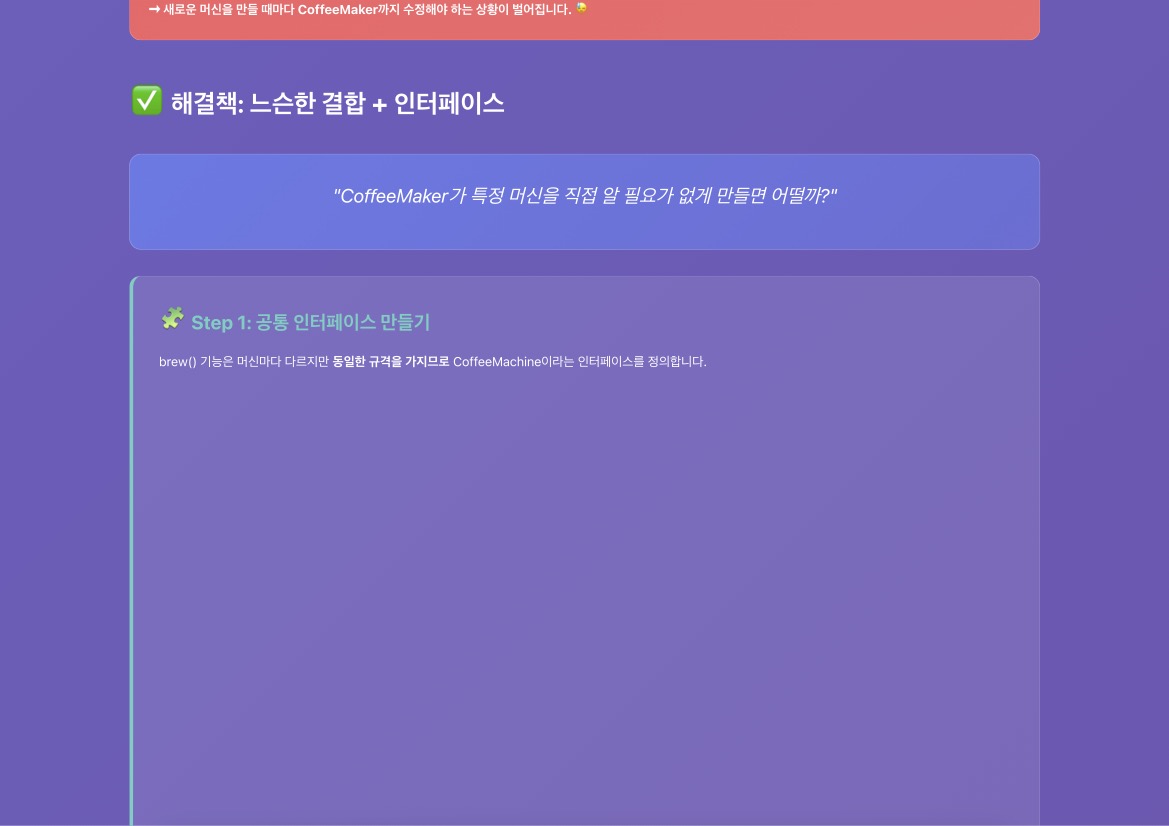 → 새로운 머신을 만들 때마다 CoffeeMaker까지 수정해야 하는 상황이 벌어집니다.
해결책: 느슨한 결합 + 인터페이스
"CoffeeMaker가 특정 머신을 직접 알 필요가 없게 만들면 어떨까?"
Step 1: 공통 인터페이스 만들기
brew() 기능은 머신마다 다르지만 동일한 규격을 가지므로 CoffeeMachine이라는 인터페이스를 정의합니다.